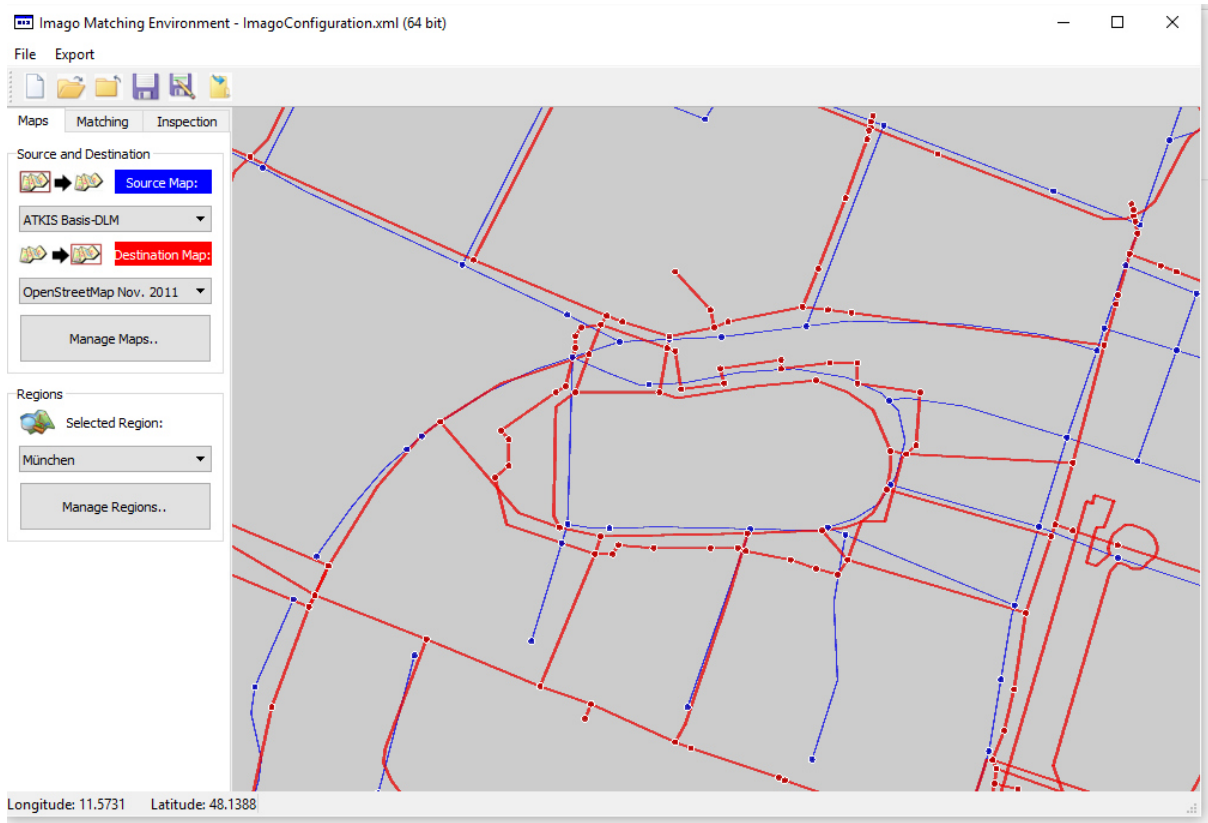 Imago Matching Environment - ImagoConfiguration.xml (64 bit)
File Export
Maps Matching Inspection
Source and Destination
Source Map:
ATKIS Basis-DLM
Destination Map:
OpenStreetMap Nov. 2011
Manage Maps..
Regions
Selected Region:
München
Manage Regions..
Longitude: 11.5731 Latitude: 48.1388